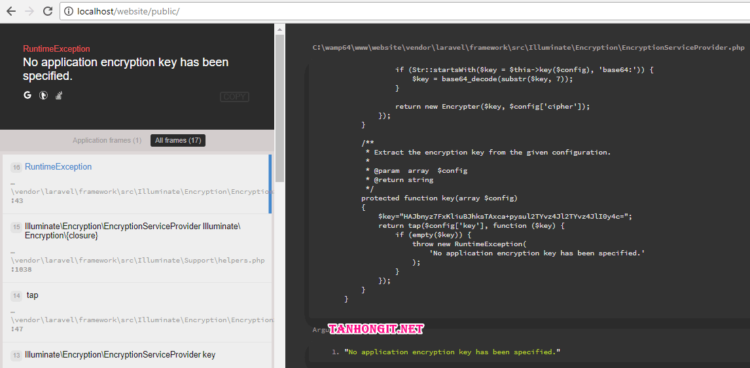 localhost/website/public/
RuntimeException
No application encryption key has been
specified.
COPY
Application frames (1)
All frames (17)
16 RuntimeException
…
\vendor\laravel\framework\src\Illuminate\Encryption\Encryption
:43
15 Illuminate\Encryption\EncryptionServiceProvider Illuminate\
Encryption\{closure}
…
\vendor\laravel\framework\src\Illuminate\Support\helpers.php
:1038
14 tap
…
\vendor\laravel\framework\src\Illuminate\Encryption\Encryption
:47
13 Illuminate\Encryption\EncryptionServiceProvider key
C:\wamp64\www\website\vendor\laravel\framework\src\Illuminate\Encryption\EncryptionServiceProvider.php
if (Str::startsWith($key = $this->key($config), 'base64:')) {
$key = base64_decode(substr($key, 7));
}
return new Encrypter($key, $config['cipher']);
});
}
/**
* Extract the encryption key from the given configuration.
*
* @param  array  $config
* @return string
*/
protected function key(array $config)
{
$key="HAJbmyz7FxKliu8JhksTAxca+pysul2TYvz4Jl2TYvz4JlI0y4c=";
return tap($config['key'], function ($key) {
if (empty($key)) {
throw new RuntimeException(
'No application encryption key has been specified.'
);
}
});
}
}
TANHONGIT.NET
1. "No application encryption key has been specified."